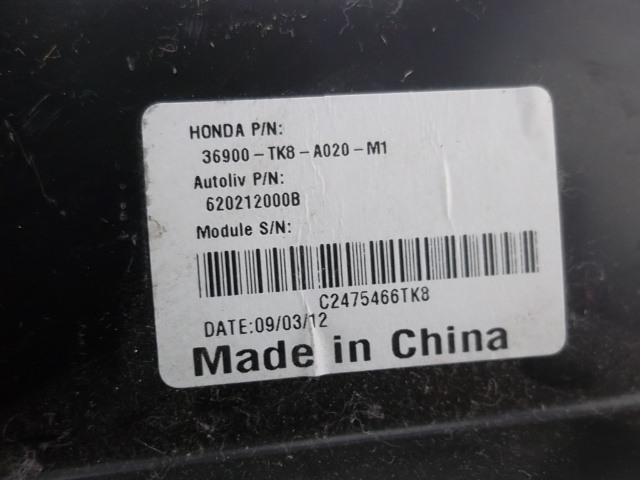 HONDA P/N:
36900-TK8-A020-M1
Autoliv P/N:
620212000B
Module S/N:
C2475466TK8
DATE:09/03/12
Made in China